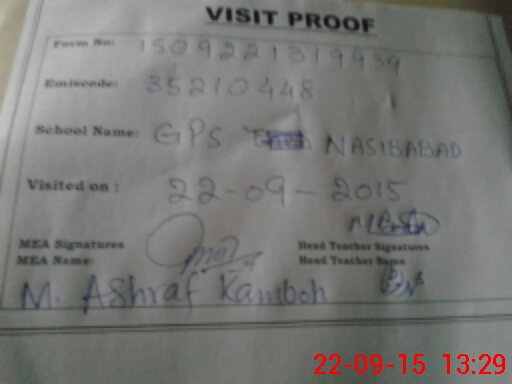 VISIT PROOF
Form No: 1509221319939
Emiscode: 35210448
School Name: GPS NASIBABAD
Visited on : 22-09-2015
MEA Signatures Head Teacher Signatures
MEA Name: Head Teacher Name
M. AShraf Kamboh
22-09-15 13:29